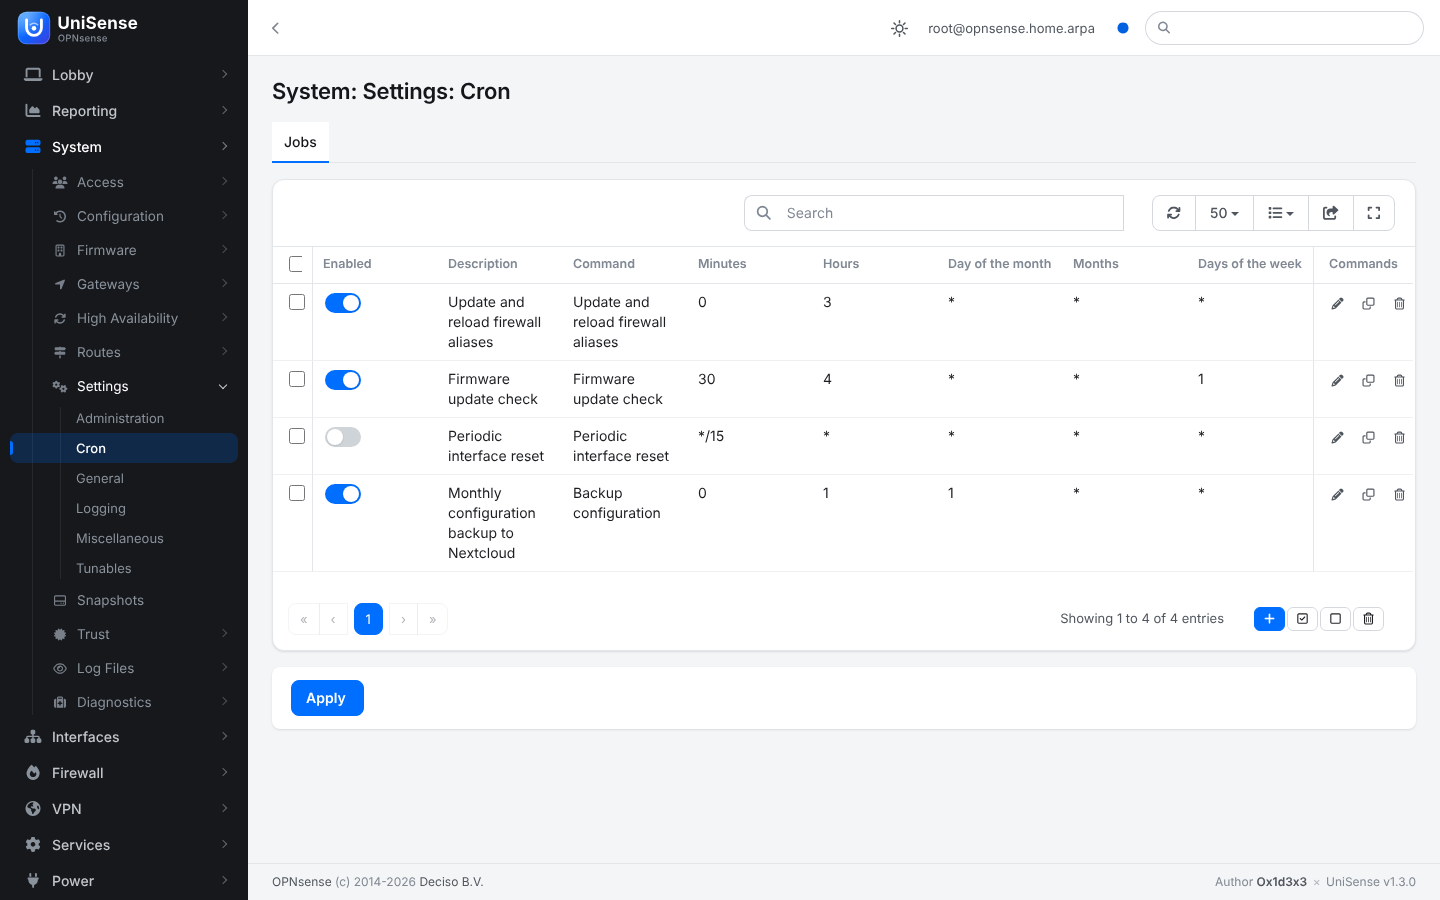 UniSense
OPNsense
root@opnsense.home.arpa
Lobby
Reporting
System
Access
Configuration
Firmware
Gateways
High Availability
Routes
Settings
Administration
Cron
General
Logging
Miscellaneous
Tunables
Snapshots
Trust
Log Files
Diagnostics
Interfaces
Firewall
VPN
Services
Power
System: Settings: Cron
Jobs
Search
50
Enabled Description Command Minutes Hours Day of the month Months Days of the week Commands
Update and Update and 0 3 * * *
reload firewall reload firewall
aliases aliases
Firmware Firmware 30 4 * * 1
update check update check
Periodic Periodic */15 * * * *
interface reset interface reset
Monthly Backup 0 1 1 * *
configuration configuration
backup to
Nextcloud
« ‹ 1 › »
Showing 1 to 4 of 4 entries
Apply
OPNsense (c) 2014-2026 Deciso B.V.
Author Ox1d3x3 × UniSense v1.3.0